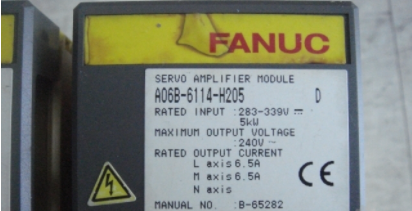 FANUC
SERVO AMPLIFIER MODULE
A06B-6114-H205 D
RATED INPUT :283-339V ⎓
5kW
MAXIMUM OUTPUT VOLTAGE
:240V ~
RATED OUTPUT CURRENT
L axis 6.5A
M axis 6.5A
N axis
CE
MANUAL NO. :B-65282